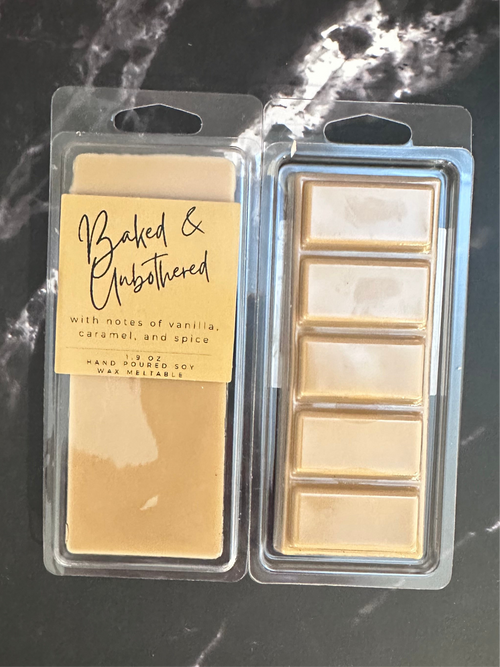 Baked &
Unbothered
with notes of vanilla,
caramel, and spice
1.9 OZ
HAND POURED SOY
WAX MELTABLE